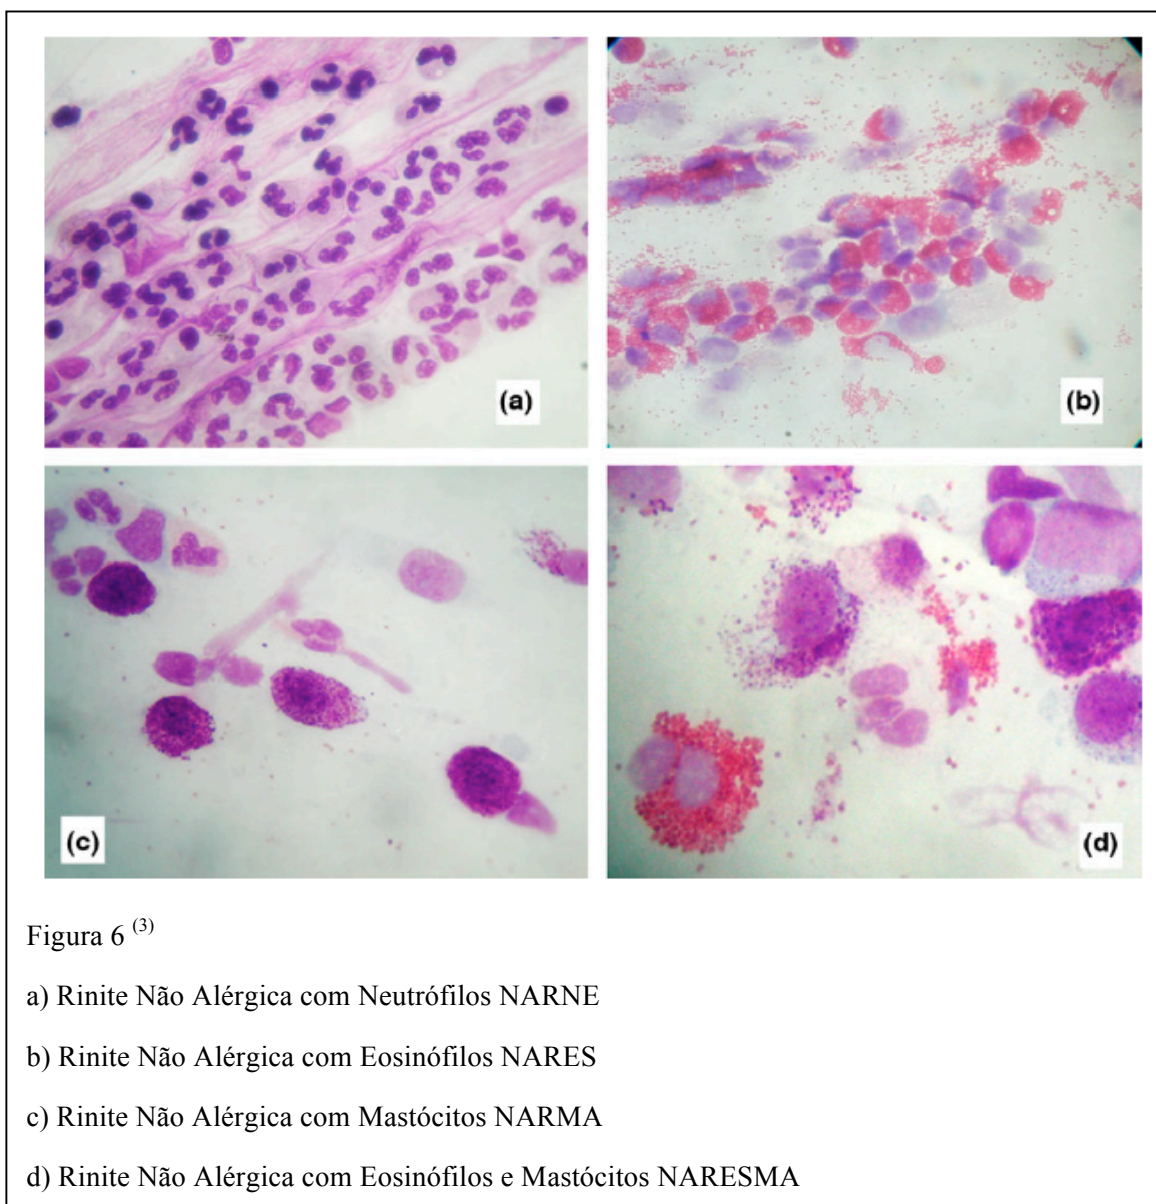 (a)
(b)
(c)
(d)
Figura 6 (3)
a) Rinite Não Alérgica com Neutrófilos NARNE
b) Rinite Não Alérgica com Eosinófilos NARES
c) Rinite Não Alérgica com Mastócitos NARMA
d) Rinite Não Alérgica com Eosinófilos e Mastócitos NARESMA